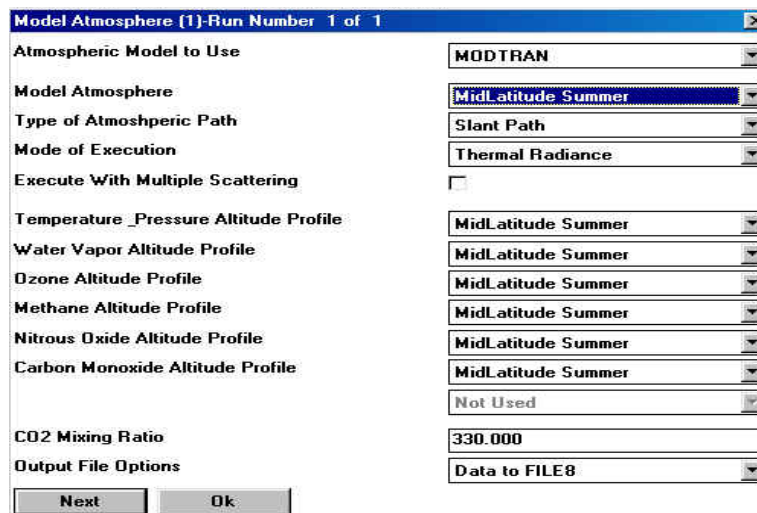 Model Atmosphere (1)-Run Number 1 of 1
Atmospheric Model to Use MODTRAN
Model Atmosphere MidLatitude Summer
Type of Atmoshperic Path Slant Path
Mode of Execution Thermal Radiance
Execute With Multiple Scattering
Temperature _Pressure Altitude Profile MidLatitude Summer
Water Vapor Altitude Profile MidLatitude Summer
Ozone Altitude Profile MidLatitude Summer
Methane Altitude Profile MidLatitude Summer
Nitrous Oxide Altitude Profile MidLatitude Summer
Carbon Monoxide Altitude Profile MidLatitude Summer
Not Used
CO2 Mixing Ratio 330.000
Output File Options Data to FILE8
Next Ok